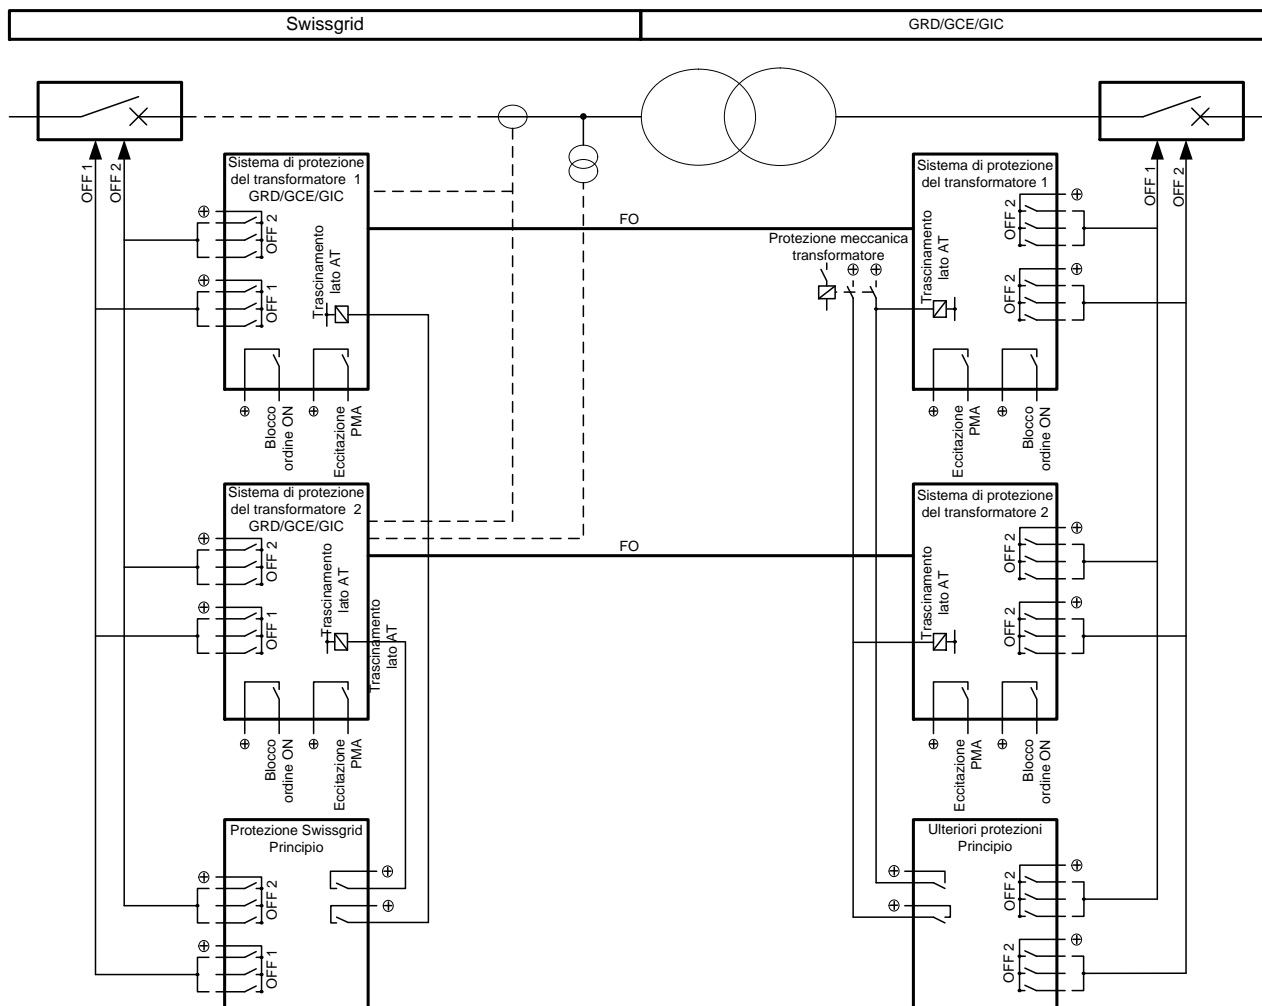 Swissgrid
GRD/GCE/GIC
OFF 1
OFF 2
Sistema di protezione
del transformatore 1
GRD/GCE/GIC
OFF 2
OFF 1
Trascinamento
lato AT
Blocco
ordine ON
Eccitazione
PMA
FO
Protezione meccanica
transformatore
Sistema di protezione
del transformatore 1
Trascinamento
lato AT
OFF 2
OFF 2
Eccitazione
PMA
Blocco
ordine ON
OFF 1
OFF 2
Sistema di protezione
del transformatore 2
GRD/GCE/GIC
OFF 2
OFF 1
Trascinamento
lato AT
Trascinamento
lato AT
Blocco
ordine ON
Eccitazione
PMA
FO
Sistema di protezione
del transformatore 2
Trascinamento
lato AT
OFF 2
OFF 2
Eccitazione
PMA
Blocco
ordine ON
Protezione Swissgrid
Principio
OFF 2
OFF 1
Ulteriori protezioni
Principio
OFF 2
OFF 2